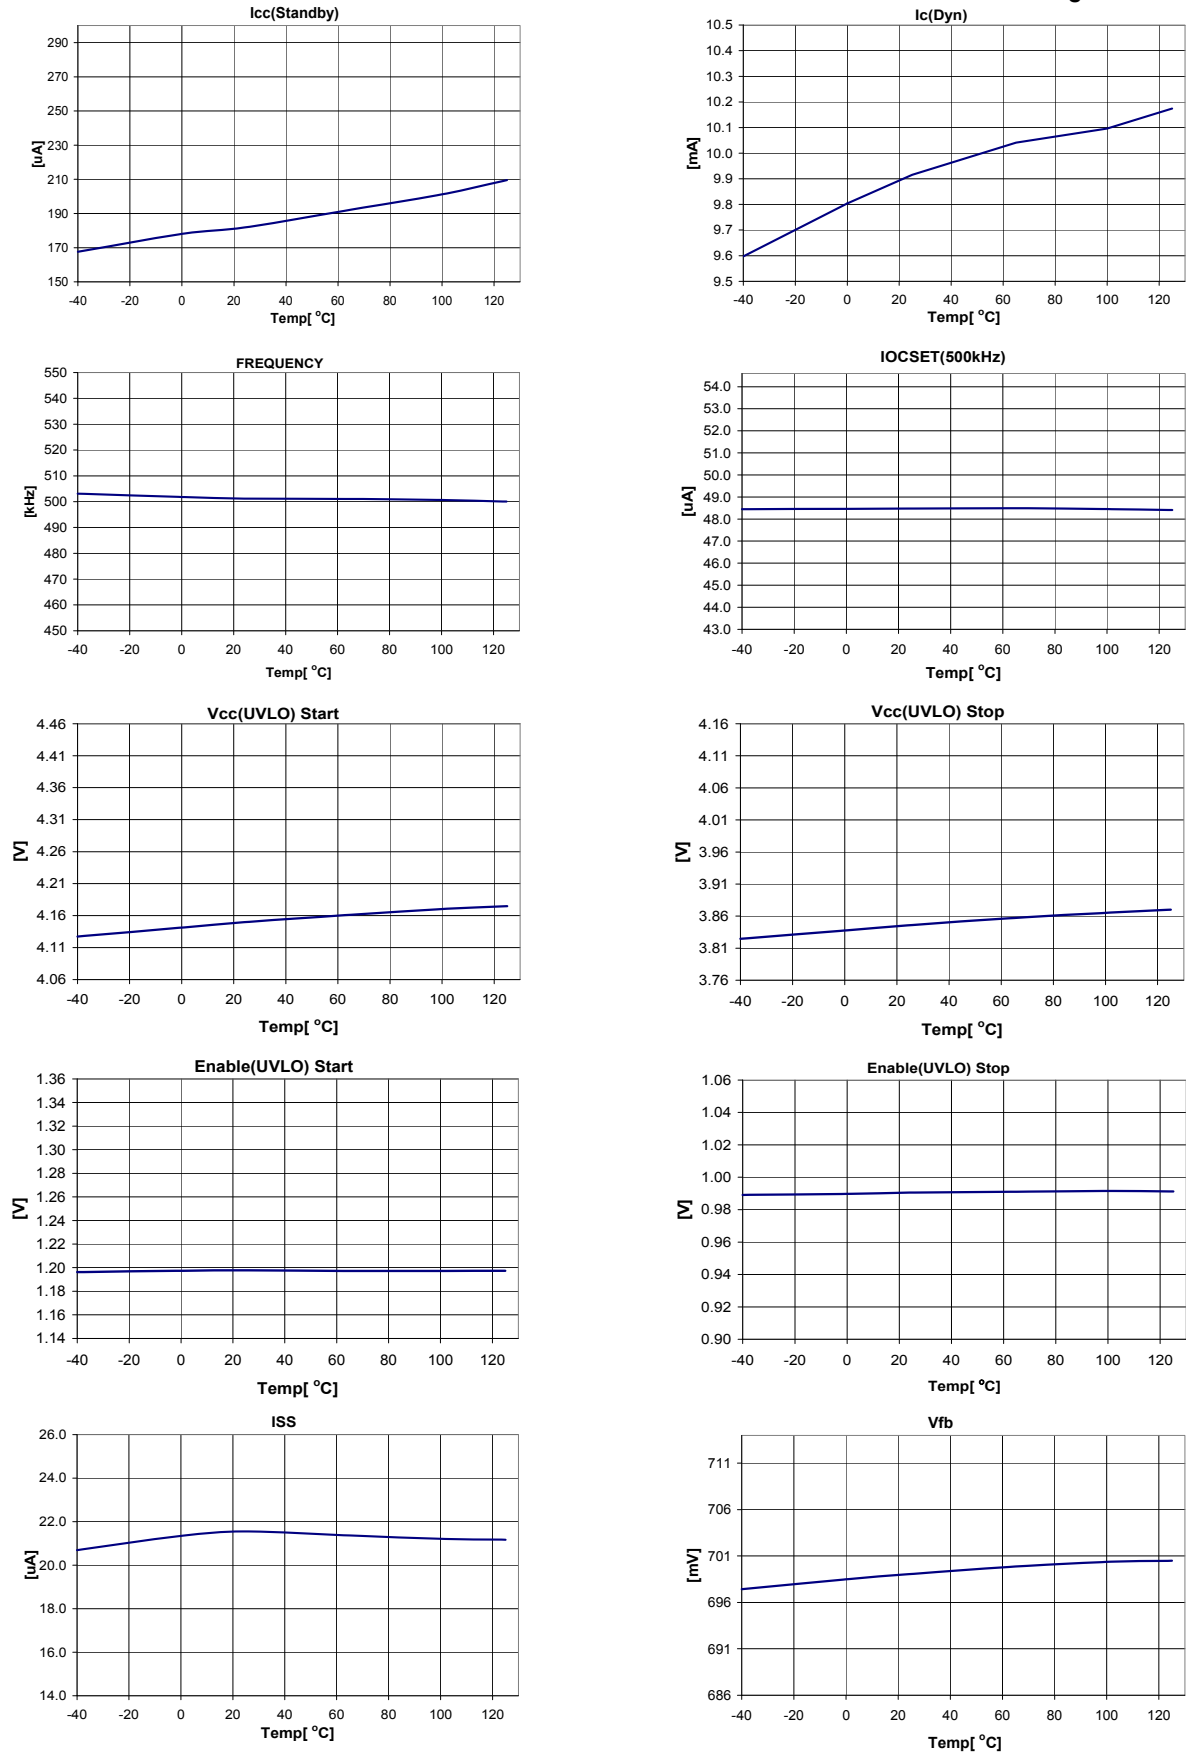 Icc(Standby)
290
270
250
230
210
190
170
150
[uA]
-40 -20 0 20 40 60 80 100 120
Temp[ °C]
Ic(Dyn)
10.5
10.4
10.3
10.2
10.1
10.0
9.9
9.8
9.7
9.6
9.5
[mA]
-40 -20 0 20 40 60 80 100 120
Temp[ °C]
FREQUENCY
550
540
530
520
510
500
490
480
470
460
450
[kHz]
-40 -20 0 20 40 60 80 100 120
Temp[ °C]
IOCSET(500kHz)
54.0
53.0
52.0
51.0
50.0
49.0
48.0
47.0
46.0
45.0
44.0
43.0
[uA]
-40 -20 0 20 40 60 80 100 120
Temp[ °C]
Vcc(UVLO) Start
4.46
4.41
4.36
4.31
4.26
4.21
4.16
4.11
4.06
[V]
-40 -20 0 20 40 60 80 100 120
Temp[ °C]
Vcc(UVLO) Stop
4.16
4.11
4.06
4.01
3.96
3.91
3.86
3.81
3.76
[V]
-40 -20 0 20 40 60 80 100 120
Temp[ °C]
Enable(UVLO) Start
1.36
1.34
1.32
1.30
1.28
1.26
1.24
1.22
1.20
1.18
1.16
1.14
[V]
-40 -20 0 20 40 60 80 100 120
Temp[ °C]
Enable(UVLO) Stop
1.06
1.04
1.02
1.00
0.98
0.96
0.94
0.92
0.90
[V]
-40 -20 0 20 40 60 80 100 120
Temp[ °C]
ISS
26.0
24.0
22.0
20.0
18.0
16.0
14.0
[uA]
-40 -20 0 20 40 60 80 100 120
Temp[ °C]
Vfb
711
706
701
696
691
686
[mV]
-40 -20 0 20 40 60 80 100 120
Temp[ °C]